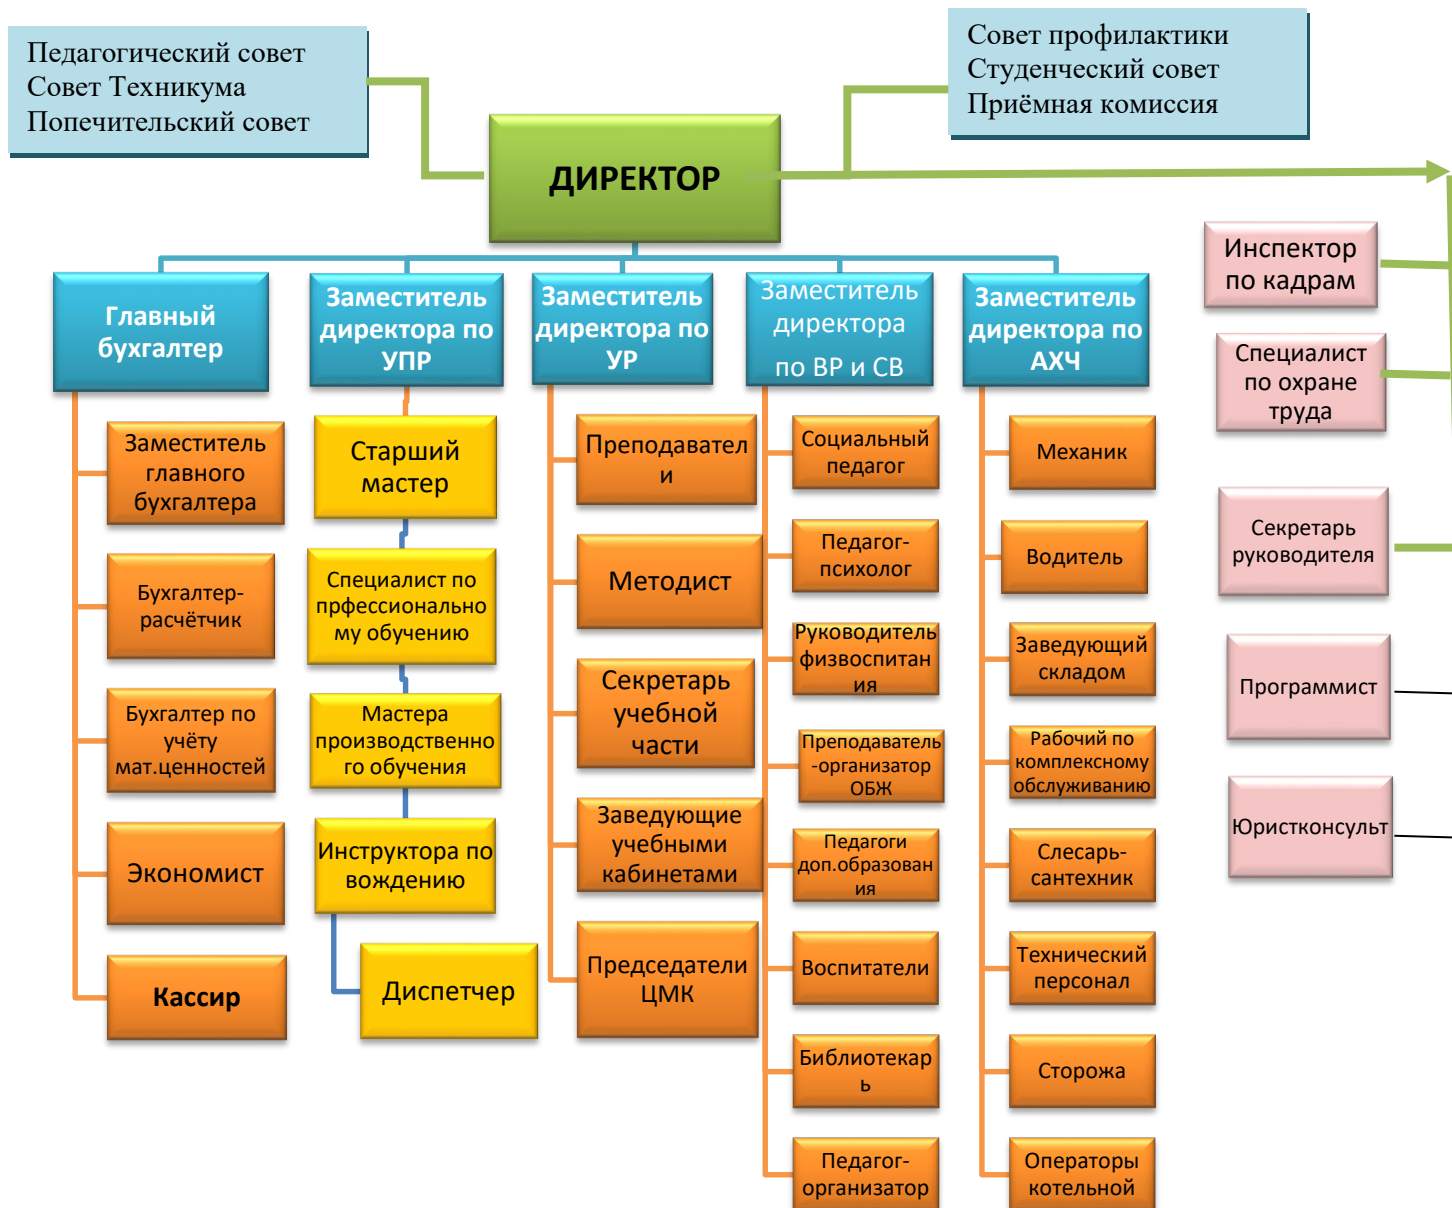 Педагогический совет
Совет Техникума
Попечительский совет
Совет профилактики
Студенческий совет
Приёмная комиссия
ДИРЕКТОР
Главный
бухгалтер
Заместитель
директора по
УПР
Заместитель
директора по
УР
Заместитель
директора
по ВР и СВ
Заместитель
директора по
АХЧ
Заместитель
главного
бухгалтера
Бухгалтер-
расчётчик
Бухгалтер по
учёту
мат.ценностей
Экономист
Кассир
Старший
мастер
Специалист по
прфессионально
му обучению
Мастера
производственно
го обучения
Инструктора по
вождению
Диспетчер
Преподавател
и
Методист
Секретарь
учебной
части
Заведующие
учебными
кабинетами
Председатели
ЦМК
Социальный
педагог
Педагог-
психолог
Руководитель
физвоспитан
ия
Преподаватель
-организатор
ОБЖ
Педагоги
доп.образован
ия
Воспитатели
Библиотекар
ь
Педагог-
организатор
Механик
Водитель
Заведующий
складом
Рабочий по
комплексному
обслуживанию
Слесарь-
сантехник
Технический
персонал
Сторожа
Операторы
котельной
Инспектор
по кадрам
Специалист
по охране
труда
Секретарь
руководителя
Программист
Юристконсульт